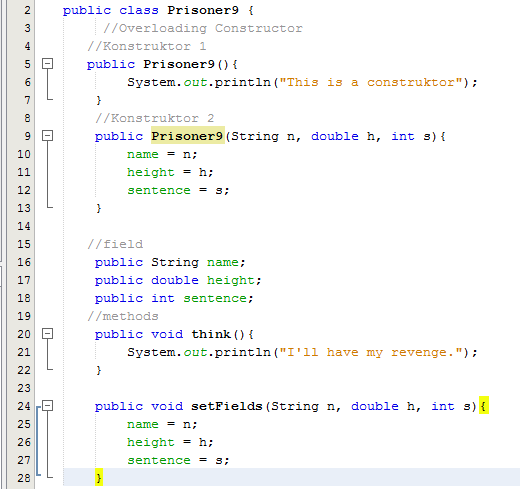 2 public class Prisoner9 {
3 //Overloading Constructor
4 //Konstruktor 1
5 public Prisoner9(){
6 System.out.println("This is a construktor");
7 }
8 //Konstruktor 2
9 public Prisoner9(String n, double h, int s){
10 name = n;
11 height = h;
12 sentence = s;
13 }
14
15 //field
16 public String name;
17 public double height;
18 public int sentence;
19 //methods
20 public void think(){
21 System.out.println("I'll have my revenge.");
22 }
23
24 public void setFields(String n, double h, int s){
25 name = n;
26 height = h;
27 sentence = s;
28 }